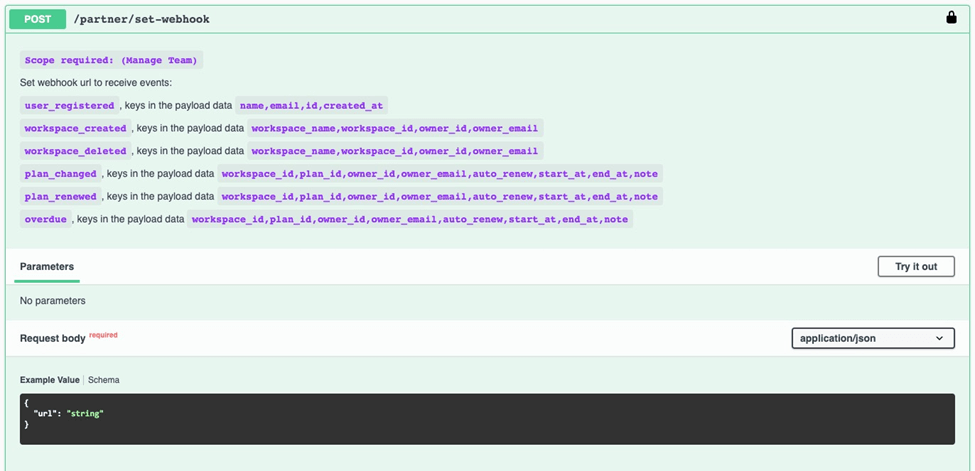 POST /partner/set-webhook
Scope required: (Manage Team)
Set webhook url to receive events:
user_registered , keys in the payload data name,email,id,created_at
workspace_created , keys in the payload data workspace_name,workspace_id,owner_id,owner_email
workspace_deleted , keys in the payload data workspace_name,workspace_id,owner_id,owner_email
plan_changed , keys in the payload data workspace_id,plan_id,owner_id,owner_email,auto_renew,start_at,end_at,note
plan_renewed , keys in the payload data workspace_id,plan_id,owner_id,owner_email,auto_renew,start_at,end_at,note
overdue , keys in the payload data workspace_id,plan_id,owner_id,owner_email,auto_renew,start_at,end_at,note
Parameters Try it out
No parameters
Request body required application/json
Example Value Schema
{
"url": "string"
}